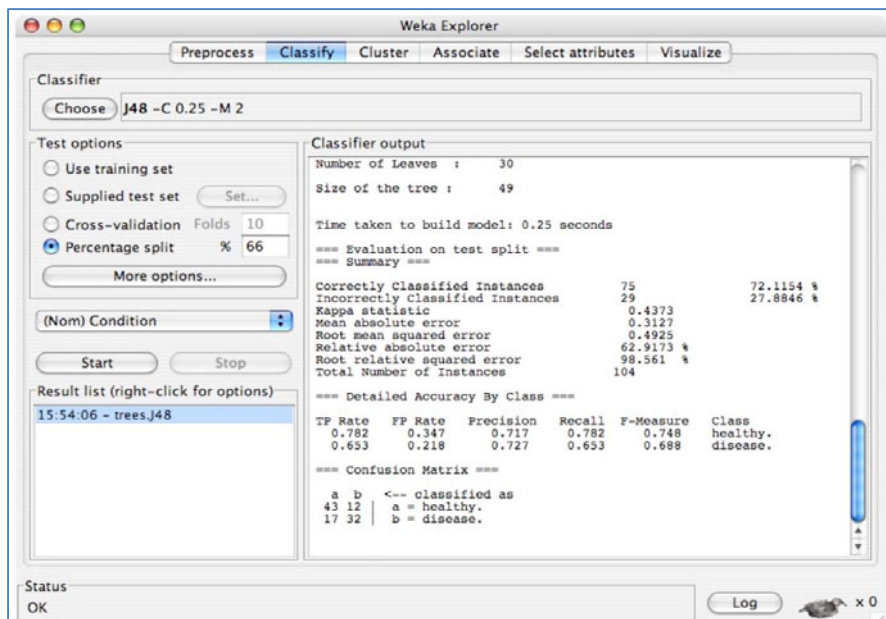 Weka Explorer
Preprocess Classify Cluster Associate Select attributes Visualize
Classifier
Choose J48 -C 0.25 -M 2
Test options
Use training set
Supplied test set Set...
Cross-validation Folds 10
Percentage split % 66
More options...
(Nom) Condition
Start Stop
Result list (right-click for options)
15:54:06 - trees.J48
Classifier output
Number of Leaves : 30
Size of the tree : 49
Time taken to build model: 0.25 seconds
=== Evaluation on test split ===
=== Summary ===
Correctly Classified Instances 75 72.1154 %
Incorrectly Classified Instances 29 27.8846 %
Kappa statistic 0.4373
Mean absolute error 0.3127
Root mean squared error 0.4925
Relative absolute error 62.9173 %
Root relative squared error 98.561 %
Total Number of Instances 104
=== Detailed Accuracy By Class ===
TP Rate FP Rate Precision Recall F-Measure Class
0.782 0.347 0.717 0.782 0.748 healthy.
0.653 0.218 0.727 0.653 0.688 disease.
=== Confusion Matrix ===
a b <-- classified as
43 12 | a = healthy.
17 32 | b = disease.
Status
OK
Log x 0